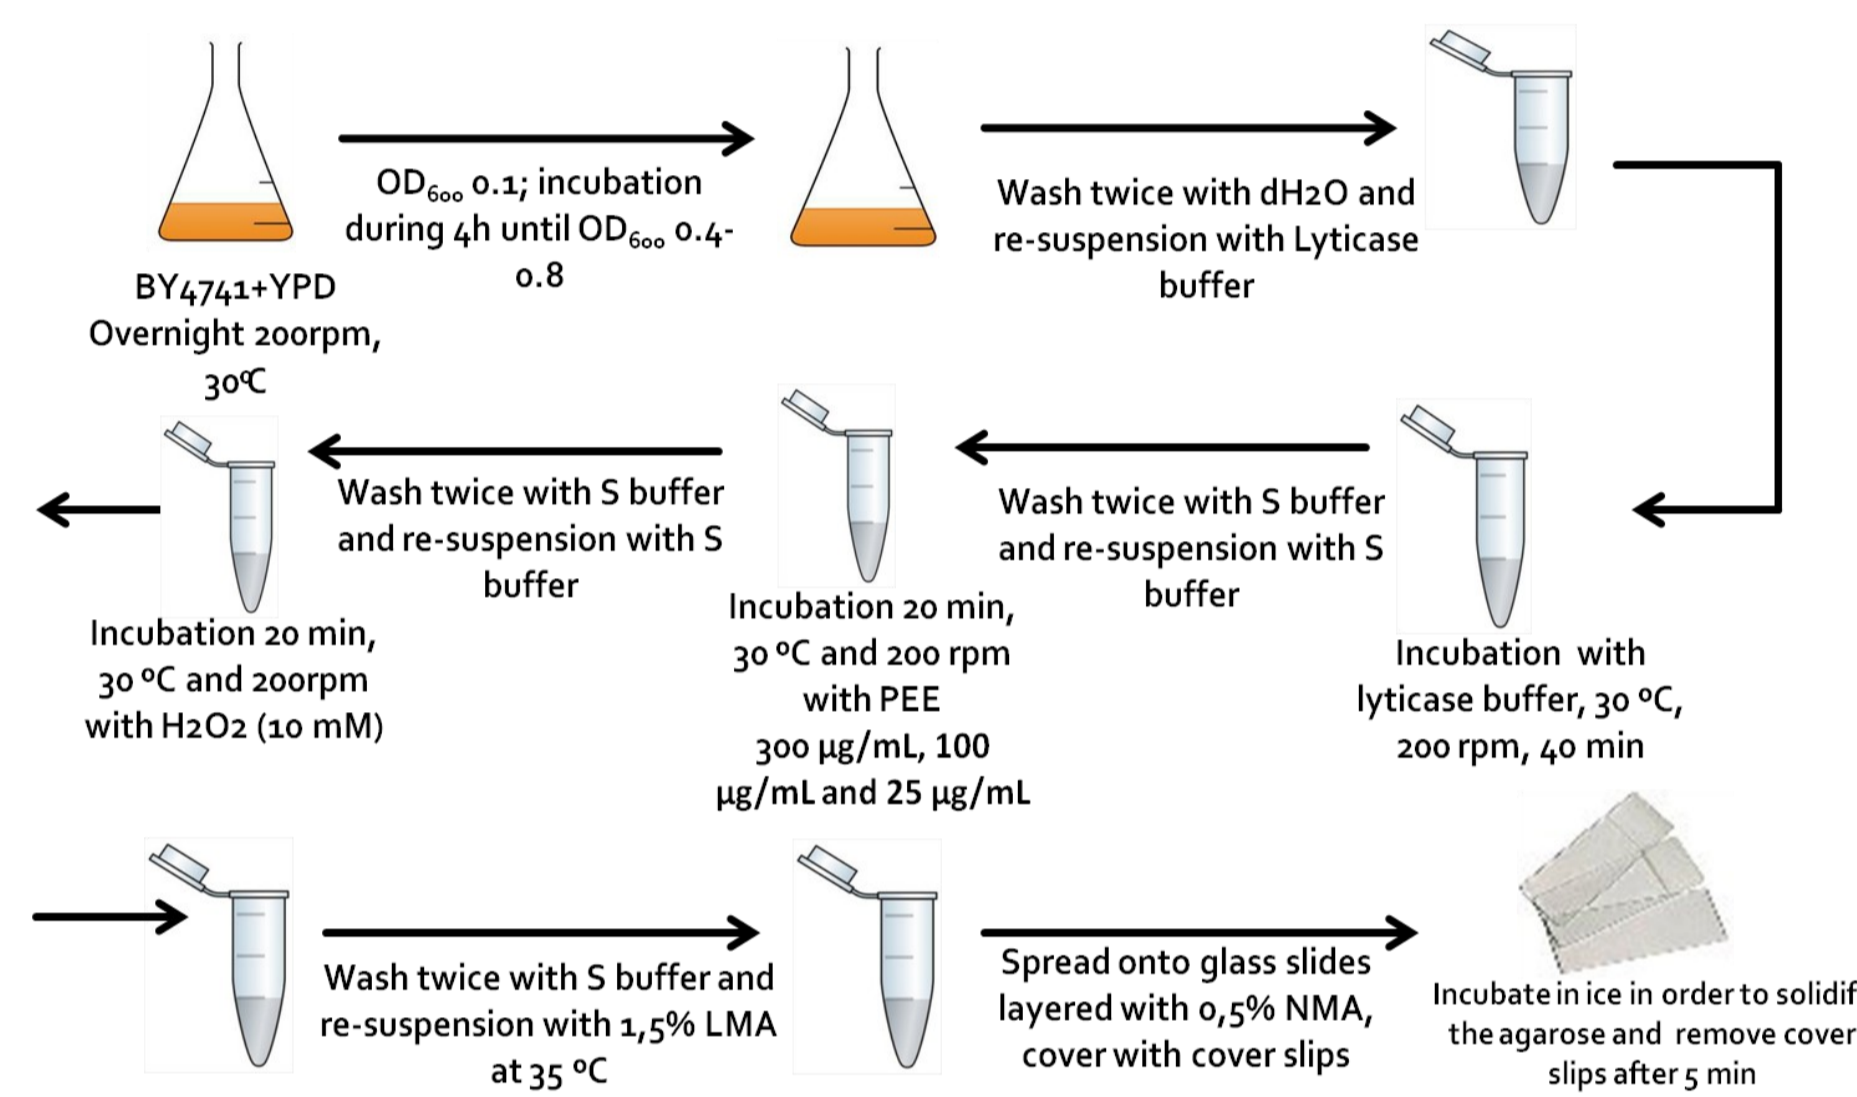 OD₆₀₀ 0.1; incubation
during 4h until OD₆₀₀ 0.4-
0.8
Wash twice with dH2O and
re-suspension with Lyticase
buffer
BY4741+YPD
Overnight 200rpm,
30ºC
Wash twice with S buffer
and re-suspension with S
buffer
Wash twice with S buffer
and re-suspension with S
buffer
Incubation 20 min,
30 ºC and 200rpm
with H2O2 (10 mM)
Incubation 20 min,
30 ºC and 200 rpm
with PEE
300 µg/mL, 100
µg/mL and 25 µg/mL
Incubation with
lyticase buffer, 30 ºC,
200 rpm, 40 min
Wash twice with S buffer and
re-suspension with 1,5% LMA
at 35 ºC
Spread onto glass slides
layered with 0,5% NMA,
cover with cover slips
Incubate in ice in order to solidif
the agarose and remove cover
slips after 5 min